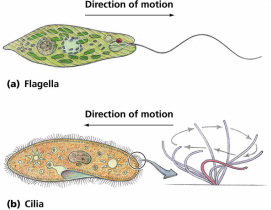 Direction of motion
(a) Flagella
Direction of motion
(b) Cilia